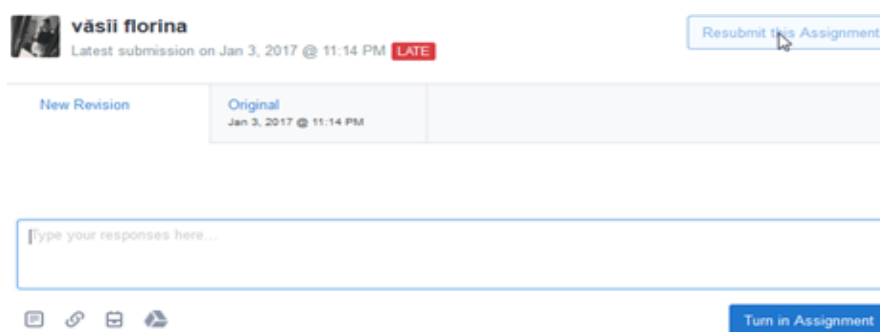 văsîi florina
Latest submission on Jan 3, 2017 @ 11:14 PM LATE
Resubmit this Assignment
New Revision
Original
Jan 3, 2017 @ 11:14 PM
Type your responses here...
Turn in Assignment